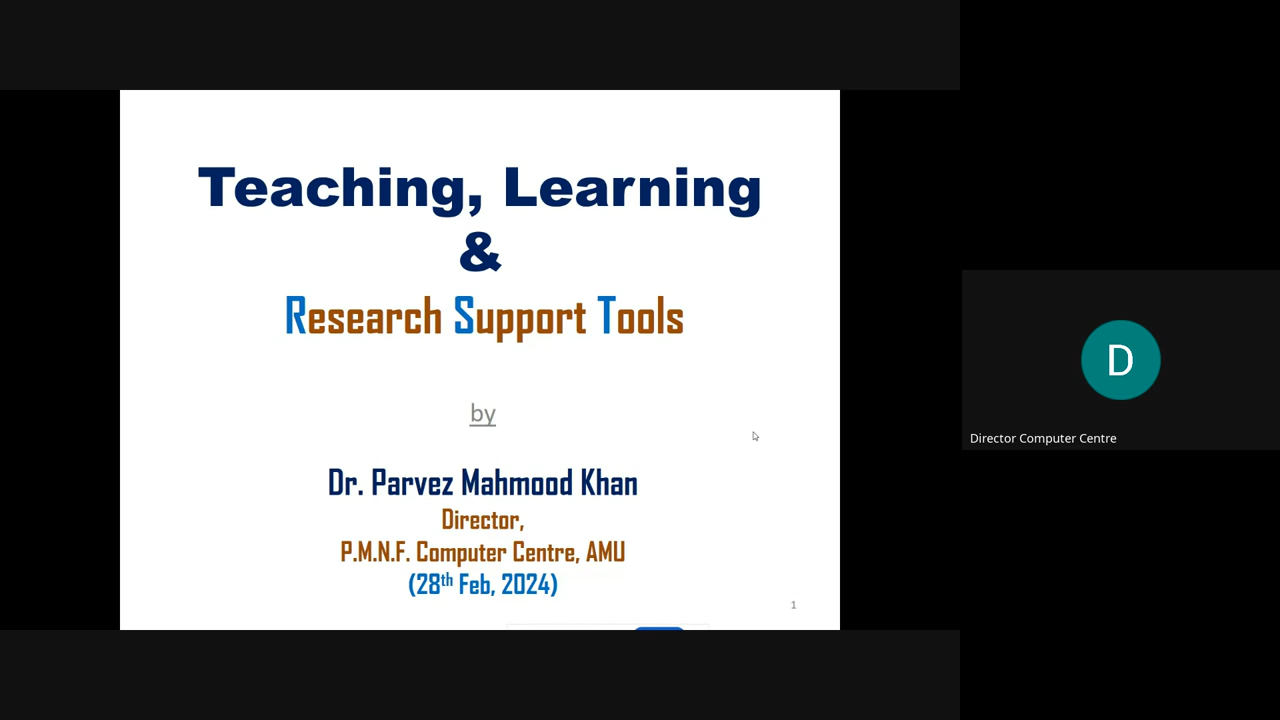 Teaching, Learning
&
Research Support Tools
by
Dr. Parvez Mahmood Khan
Director,
P.M.N.F. Computer Centre, AMU
(28th Feb, 2024)
1
D
Director Computer Centre